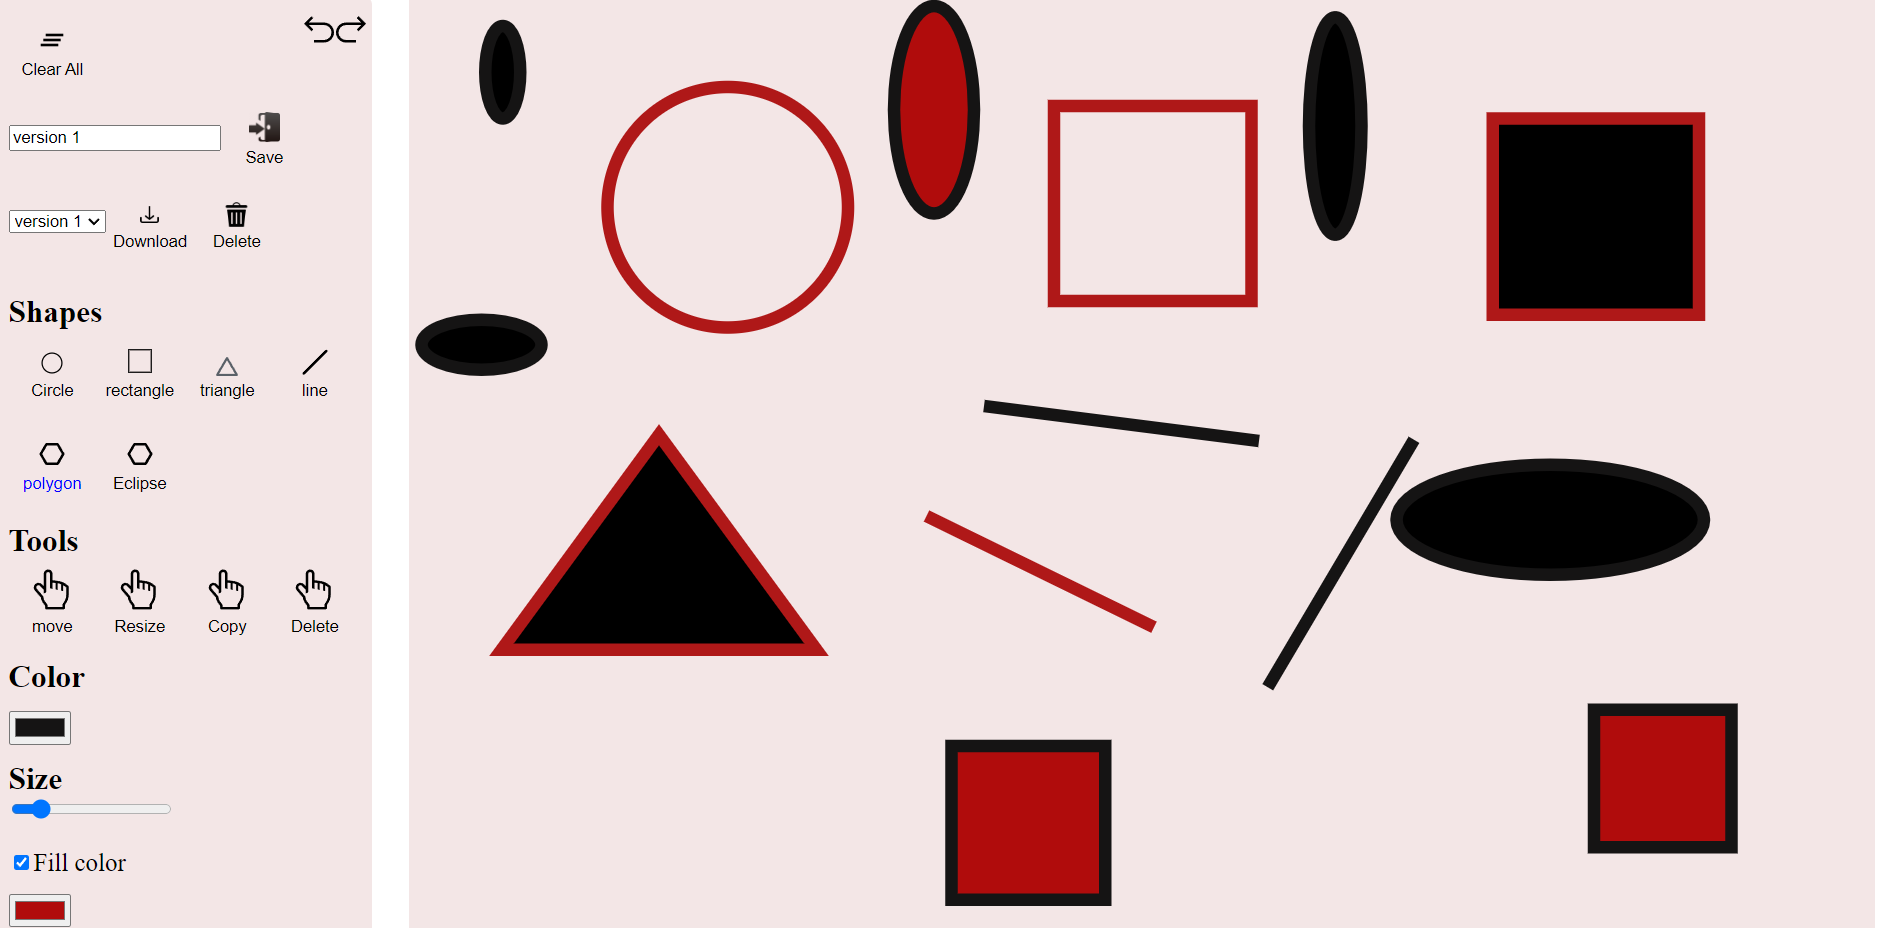 Clear All
version 1
Save
version 1
Download
Delete
Shapes
Circle
rectangle
triangle
line
polygon
Eclipse
Tools
move
Resize
Copy
Delete
Color
Size
Fill color